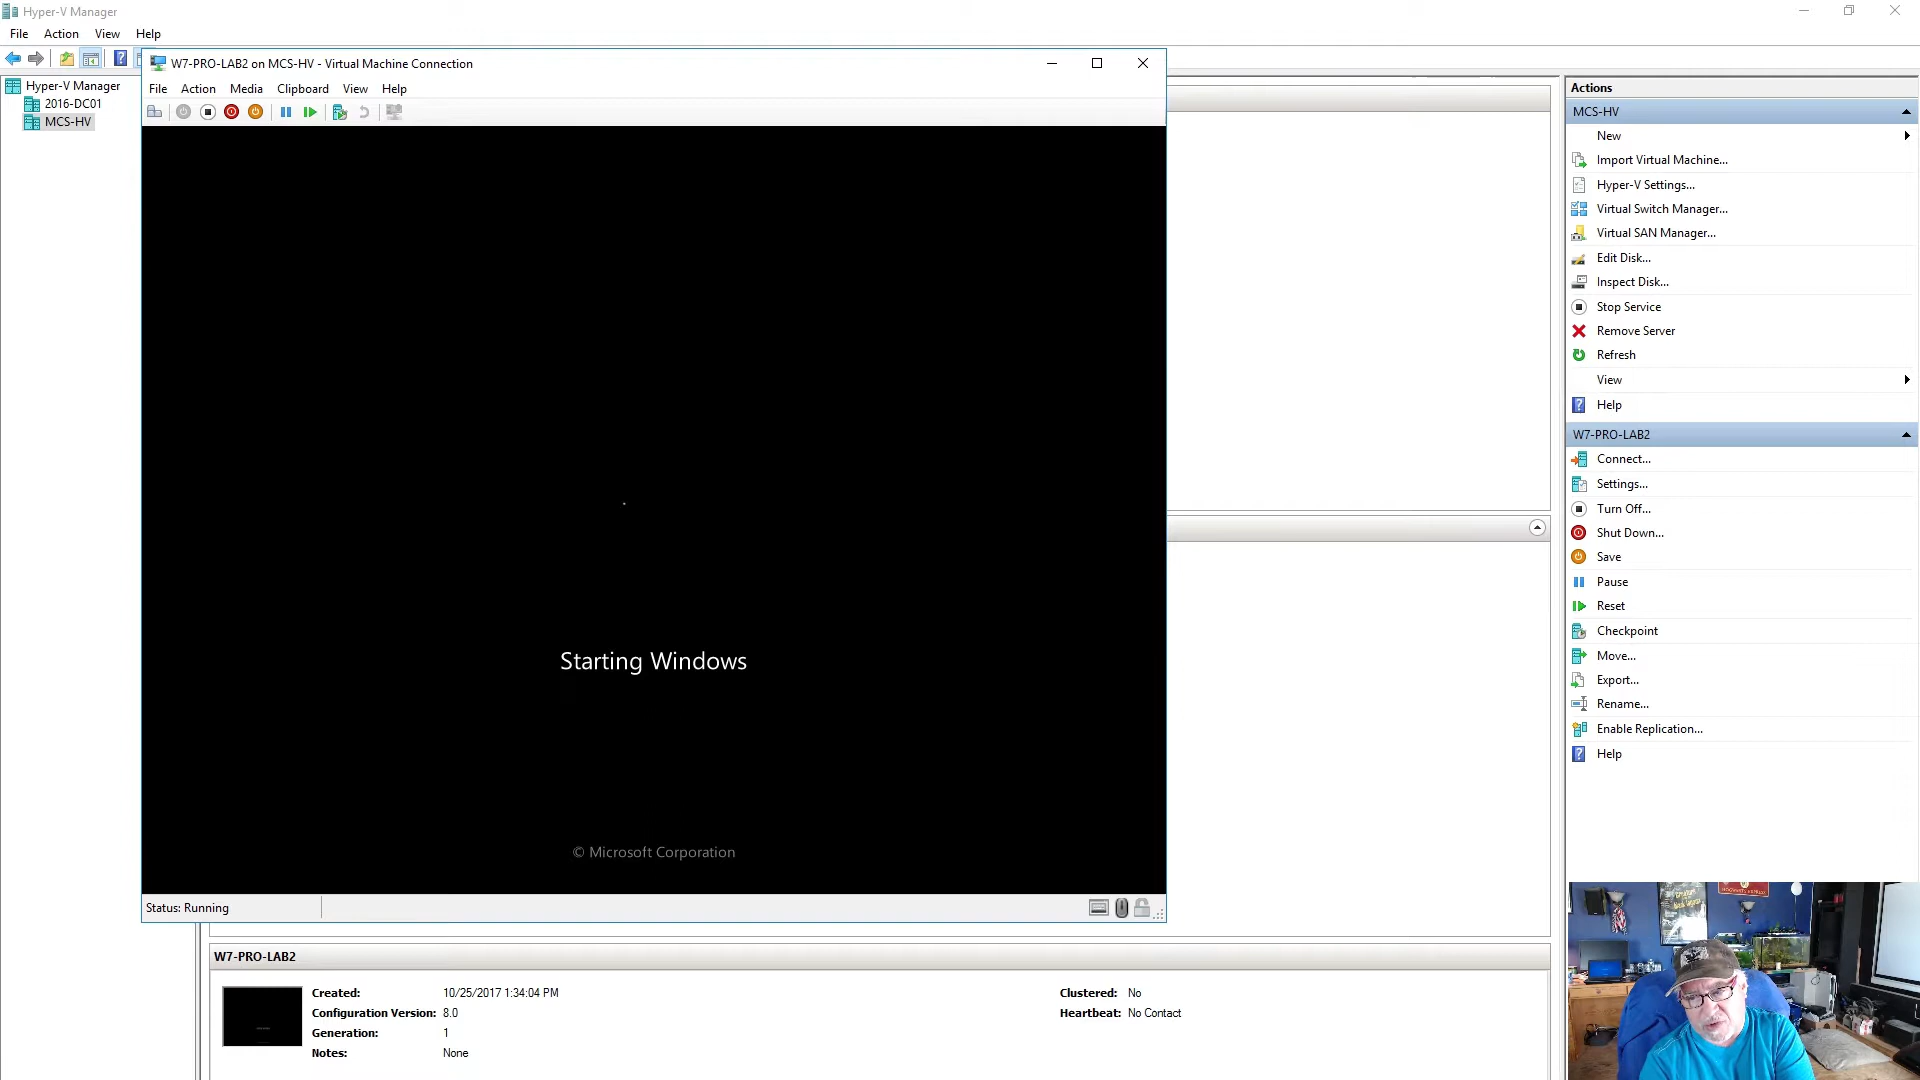 Hyper-V Manager
File Action View Help
Hyper-V Manager
2016-DC01
MCS-HV
W7-PRO-LAB2 on MCS-HV - Virtual Machine Connection
File Action Media Clipboard View Help
Starting Windows
© Microsoft Corporation
Status: Running
W7-PRO-LAB2
Created: 10/25/2017 1:34:04 PM
Configuration Version: 8.0
Generation: 1
Notes: None
Clustered: No
Heartbeat: No Contact
Actions
MCS-HV
New
Import Virtual Machine...
Hyper-V Settings...
Virtual Switch Manager...
Virtual SAN Manager...
Edit Disk...
Inspect Disk...
Stop Service
Remove Server
Refresh
View
Help
W7-PRO-LAB2
Connect...
Settings...
Turn Off...
Shut Down...
Save
Pause
Reset
Checkpoint
Move...
Export...
Rename...
Enable Replication...
Help